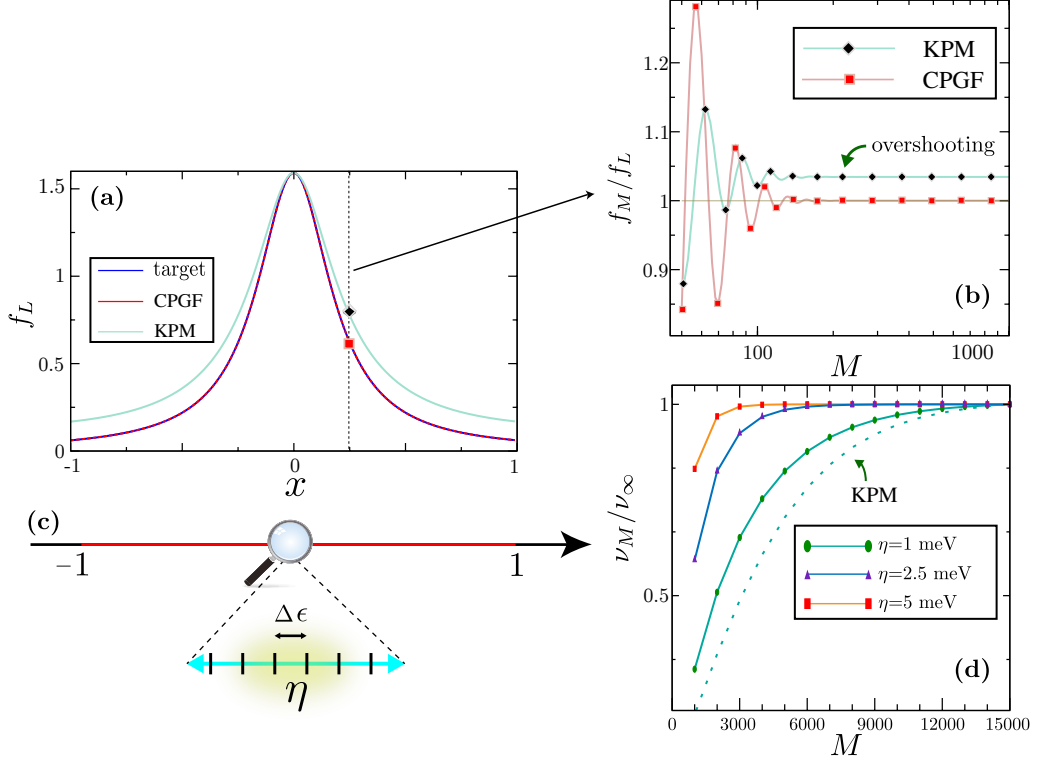 (a)
1.5
1
0.5
0
f_L
target
CPGF
KPM
-1
0
1
x
(b)
1.2
1.1
1
0.9
f_M/f_L
KPM
CPGF
overshooting
100
1000
M
(c)
−1
1
Δϵ
η
(d)
1
0.5
ν_M/ν_∞
KPM
η=1 meV
η=2.5 meV
η=5 meV
0
3000
6000
9000
12000
15000
M